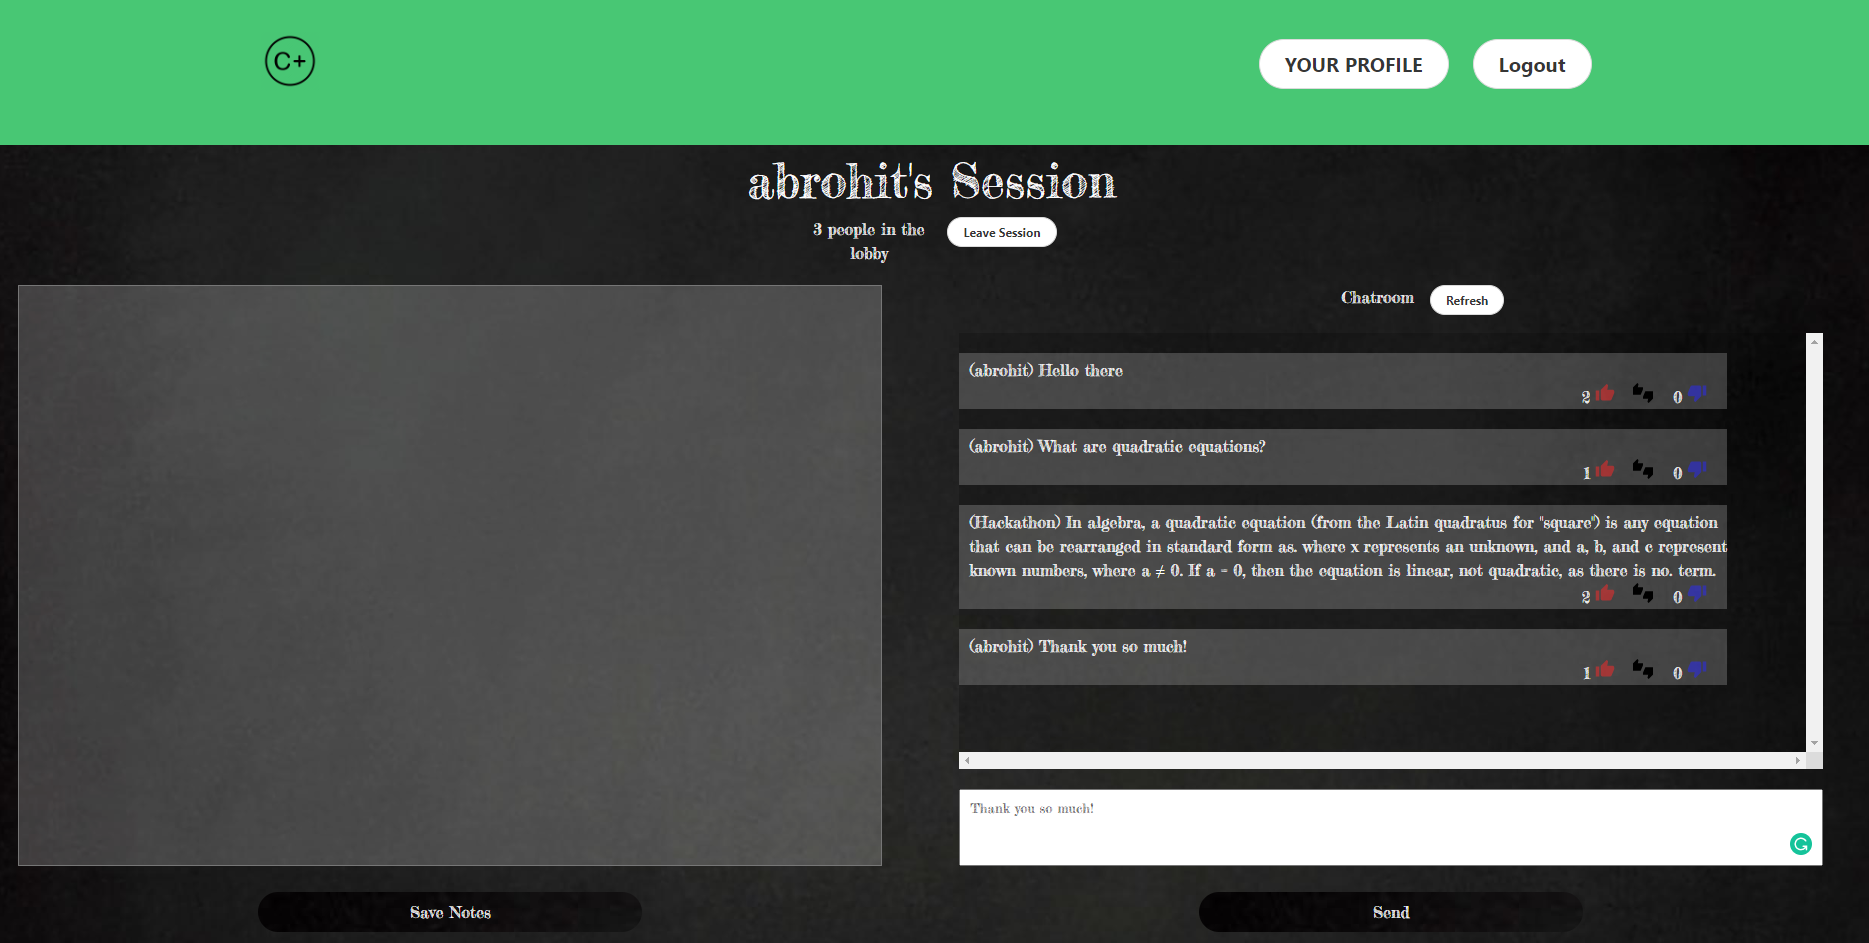 C+
YOUR PROFILE
Logout
abrohit's Session
3 people in the
lobby
Leave Session
Chatroom
Refresh
(abrohit) Hello there
2
0
(abrohit) What are quadratic equations?
1
0
(Hackathon) In algebra, a quadratic equation (from the Latin quadratus for "square") is any equation
that can be rearranged in standard form as. where x represents an unknown, and a, b, and c represent
known numbers, where a ≠ 0. If a = 0, then the equation is linear, not quadratic, as there is no. term.
2
0
(abrohit) Thank you so much!
1
0
Thank you so much!
Save Notes
Send